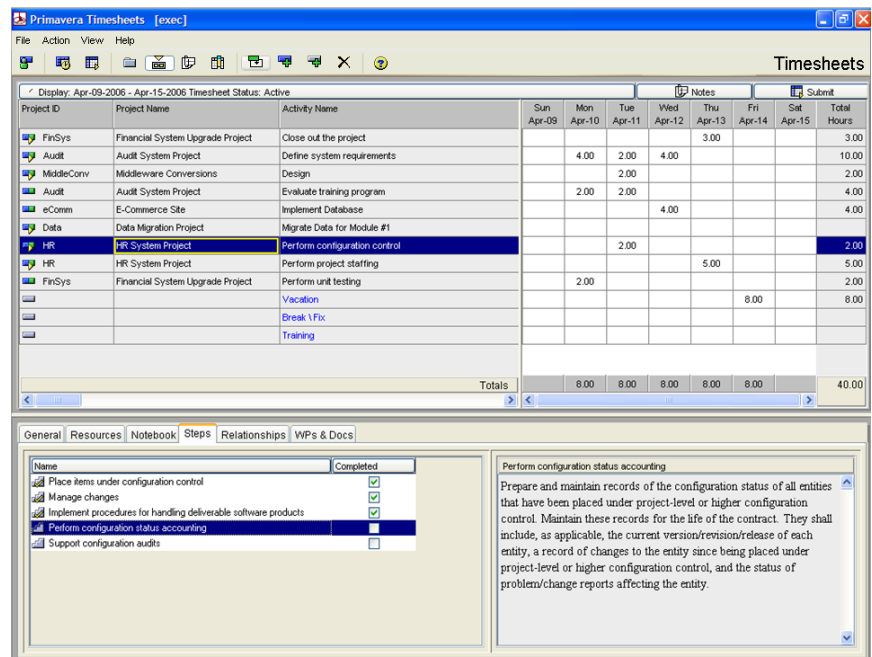 Primavera Timesheets [exec]
File Action View Help
Timesheets
Display: Apr-09-2006 - Apr-15-2006 Timesheet Status: Active Notes Submit
Project ID Project Name Activity Name Sun Apr-09 Mon Apr-10 Tue Apr-11 Wed Apr-12 Thu Apr-13 Fri Apr-14 Sat Apr-15 Total Hours
FinSys Financial System Upgrade Project Close out the project 3.00 3.00
Audit Audit System Project Define system requirements 4.00 2.00 4.00 10.00
MiddleConv Middleware Conversions Design 2.00 2.00
Audit Audit System Project Evaluate training program 2.00 2.00 4.00
eComm E-Commerce Site Implement Database 4.00 4.00
Data Data Migration Project Migrate Data for Module #1
HR HR System Project Perform configuration control 2.00 2.00
HR HR System Project Perform project staffing 5.00 5.00
FinSys Financial System Upgrade Project Perform unit testing 2.00 2.00
Vacation 8.00 8.00
Break \ Fix
Training
Totals 8.00 8.00 8.00 8.00 8.00 40.00
General Resources Notebook Steps Relationships WPs & Docs
Name Completed
Place items under configuration control
Manage changes
Implement procedures for handling deliverable software products
Perform configuration status accounting
Support configuration audits
Perform configuration status accounting
Prepare and maintain records of the configuration status of all entities
that have been placed under project-level or higher configuration
control. Maintain these records for the life of the contract. They shall
include, as applicable, the current version/revision/release of each
entity, a record of changes to the entity since being placed under
project-level or higher configuration control, and the status of
problem/change reports affecting the entity.